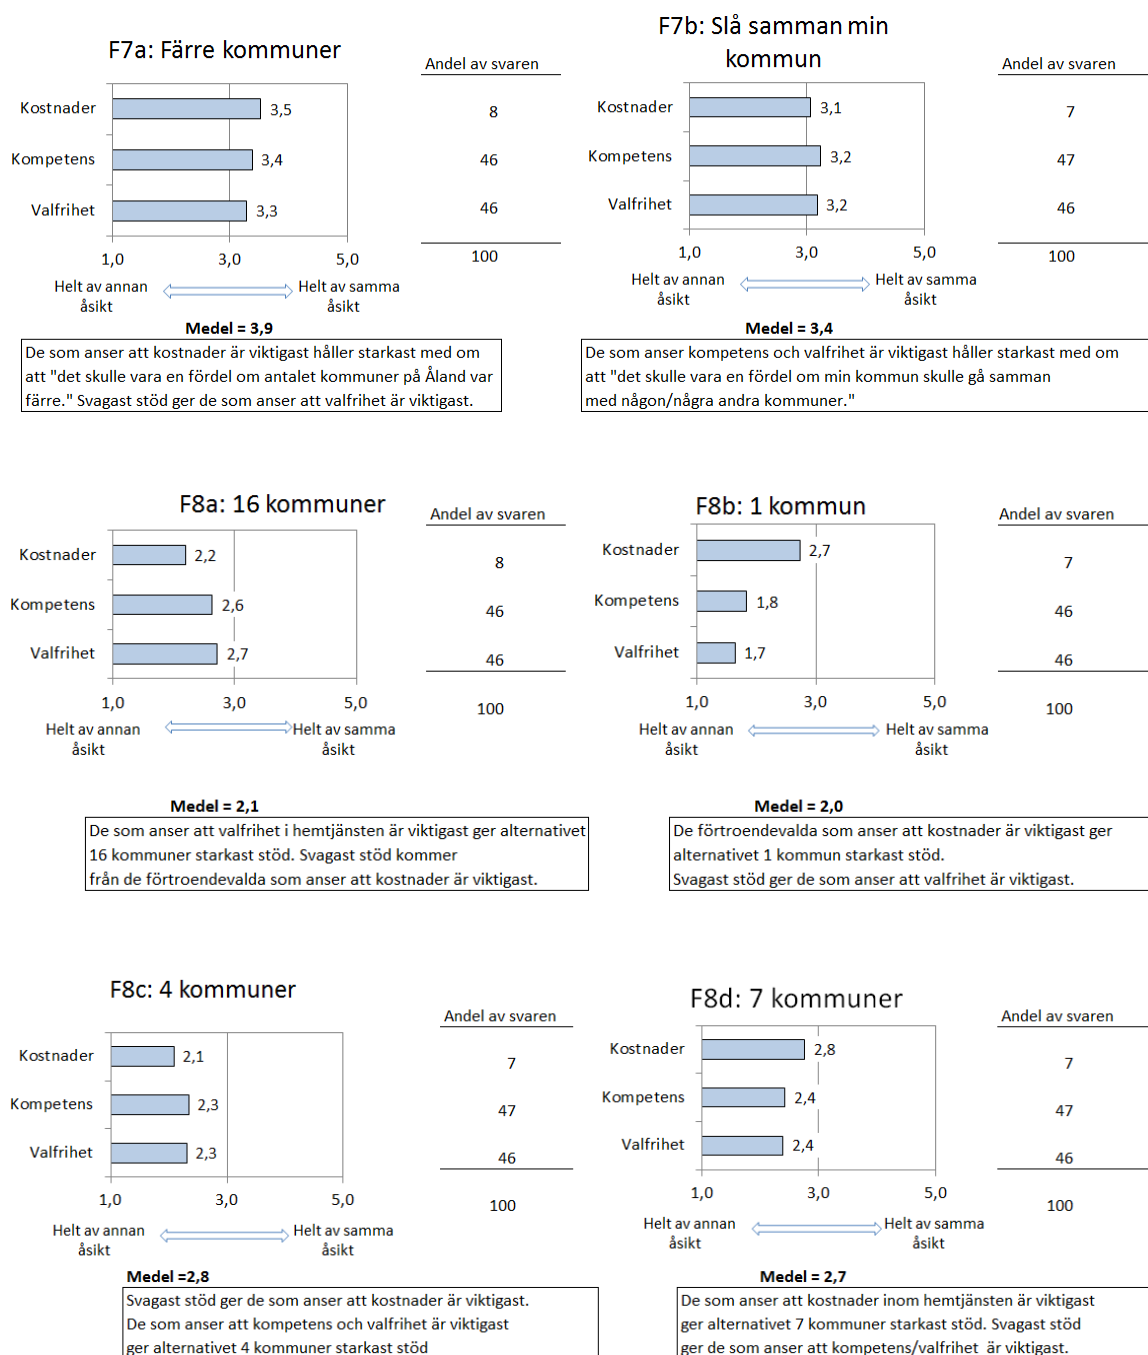 F7a: Färre kommuner
Andel av svaren
Kostnader 3,5 8
Kompetens 3,4 46
Valfrihet 3,3 46
1,0 3,0 5,0 100
Helt av annan åsikt
Helt av samma åsikt
Medel = 3,9
De som anser att kostnader är viktigast håller starkast med om
att "det skulle vara en fördel om antalet kommuner på Åland var
färre." Svagast stöd ger de som anser att valfrihet är viktigast.
F7b: Slå samman min
kommun
Andel av svaren
Kostnader 3,1 7
Kompetens 3,2 47
Valfrihet 3,2 46
1,0 3,0 5,0 100
Helt av annan åsikt
Helt av samma åsikt
Medel = 3,4
De som anser kompetens och valfrihet är viktigast håller starkast med om
att "det skulle vara en fördel om min kommun skulle gå samman
med någon/några andra kommuner."
F8a: 16 kommuner
Andel av svaren
Kostnader 2,2 8
Kompetens 2,6 46
Valfrihet 2,7 46
1,0 3,0 5,0 100
Helt av annan åsikt
Helt av samma åsikt
Medel = 2,1
De som anser att valfrihet i hemtjänsten är viktigast ger alternativet
16 kommuner starkast stöd. Svagast stöd kommer
från de förtroendevalda som anser att kostnader är viktigast.
F8b: 1 kommun
Andel av svaren
Kostnader 2,7 7
Kompetens 1,8 46
Valfrihet 1,7 46
1,0 3,0 5,0 100
Helt av annan åsikt
Helt av samma åsikt
Medel = 2,0
De förtroendevalda som anser att kostnader är viktigast ger
alternativet 1 kommun starkast stöd.
Svagast stöd ger de som anser att valfrihet är viktigast.
F8c: 4 kommuner
Andel av svaren
Kostnader 2,1 7
Kompetens 2,3 47
Valfrihet 2,3 46
1,0 3,0 5,0 100
Helt av annan åsikt
Helt av samma åsikt
Medel =2,8
Svagast stöd ger de som anser att kostnader är viktigast.
De som anser att kompetens och valfrihet är viktigast
ger alternativet 4 kommuner starkast stöd
F8d: 7 kommuner
Andel av svaren
Kostnader 2,8 7
Kompetens 2,4 47
Valfrihet 2,4 46
1,0 3,0 5,0 100
Helt av annan åsikt
Helt av samma åsikt
Medel = 2,7
De som anser att kostnader inom hemtjänsten är viktigast
ger alternativet 7 kommuner starkast stöd. Svagast stöd
ger de som anser att kompetens/valfrihet är viktigast.